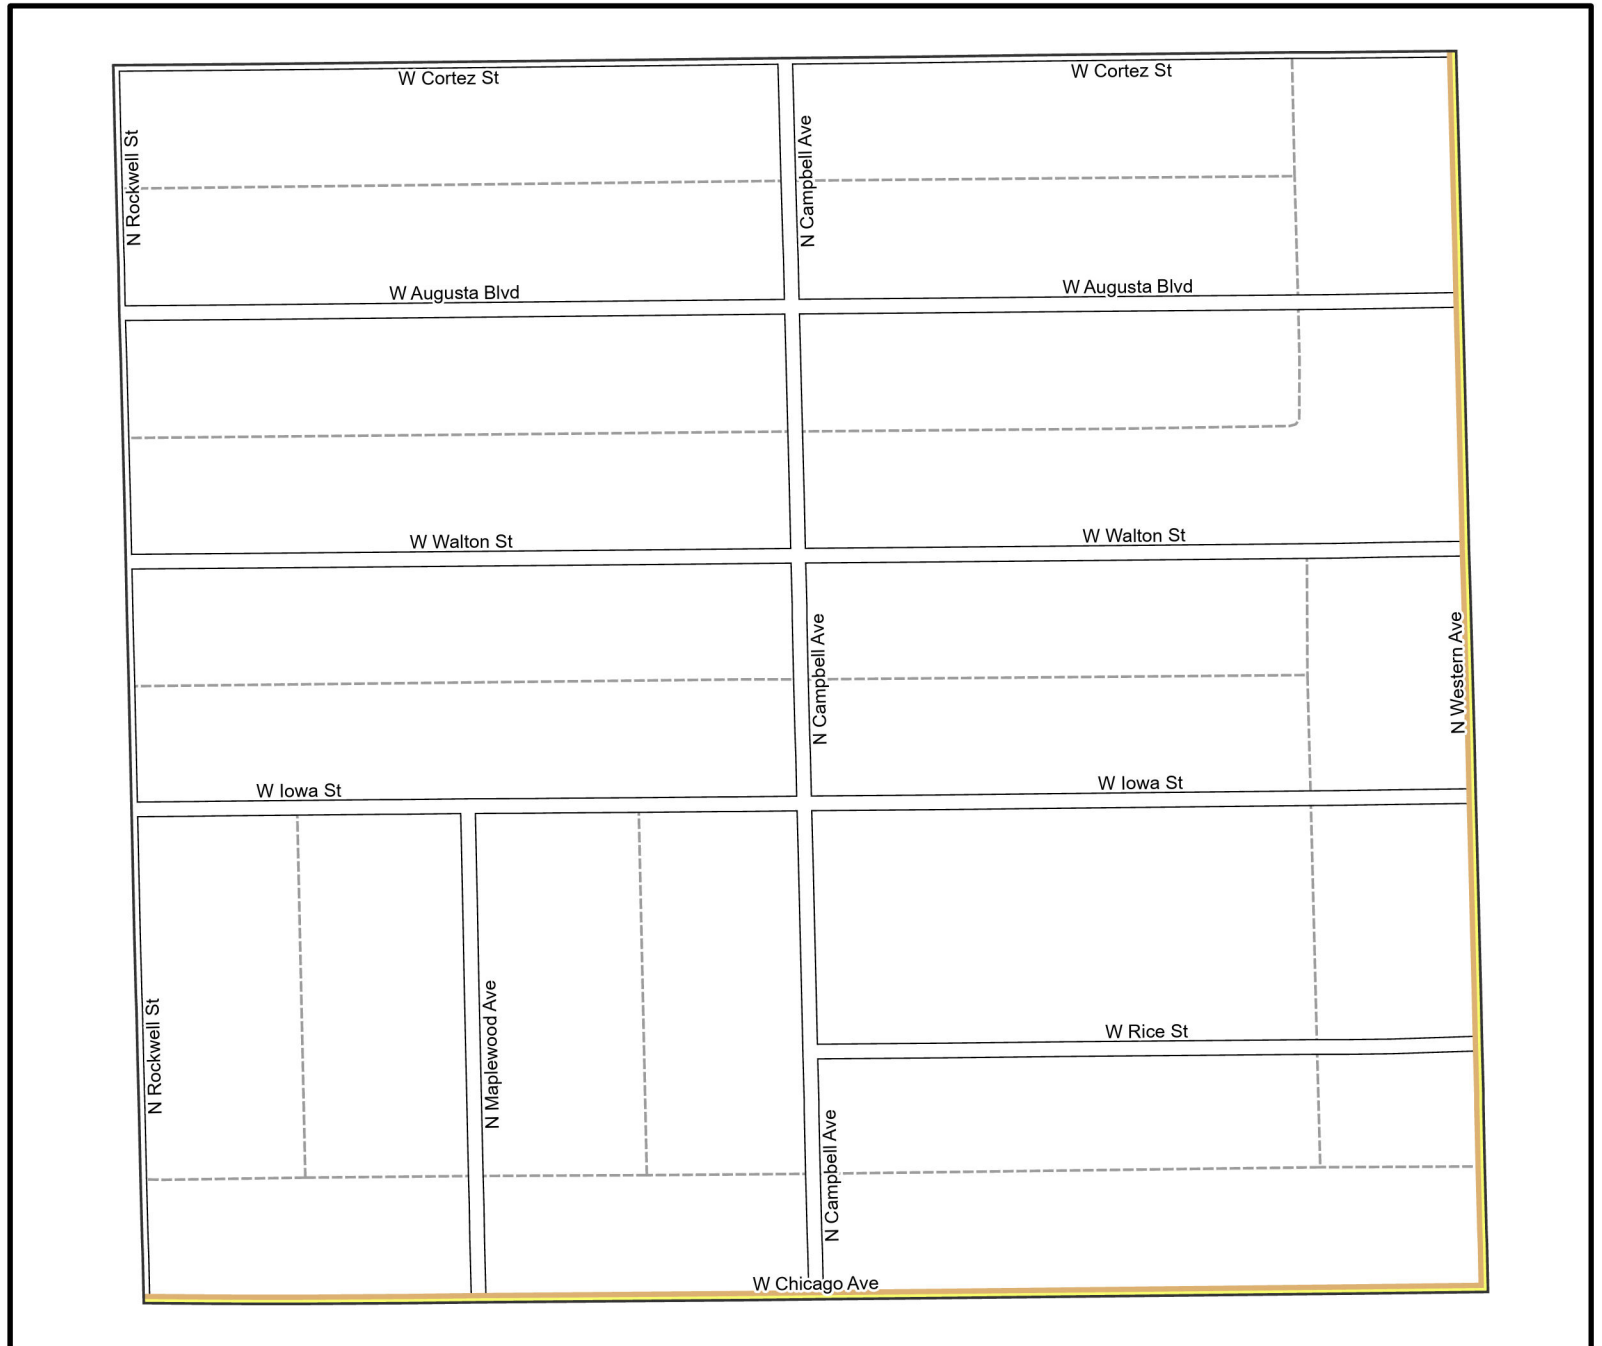 W Cortez St
W Cortez St
N Rockwell St
N Campbell Ave
W Augusta Blvd
W Augusta Blvd
W Walton St
W Walton St
N Campbell Ave
N Western Ave
W Iowa St
W Iowa St
N Rockwell St
N Maplewood Ave
W Rice St
N Campbell Ave
W Chicago Ave